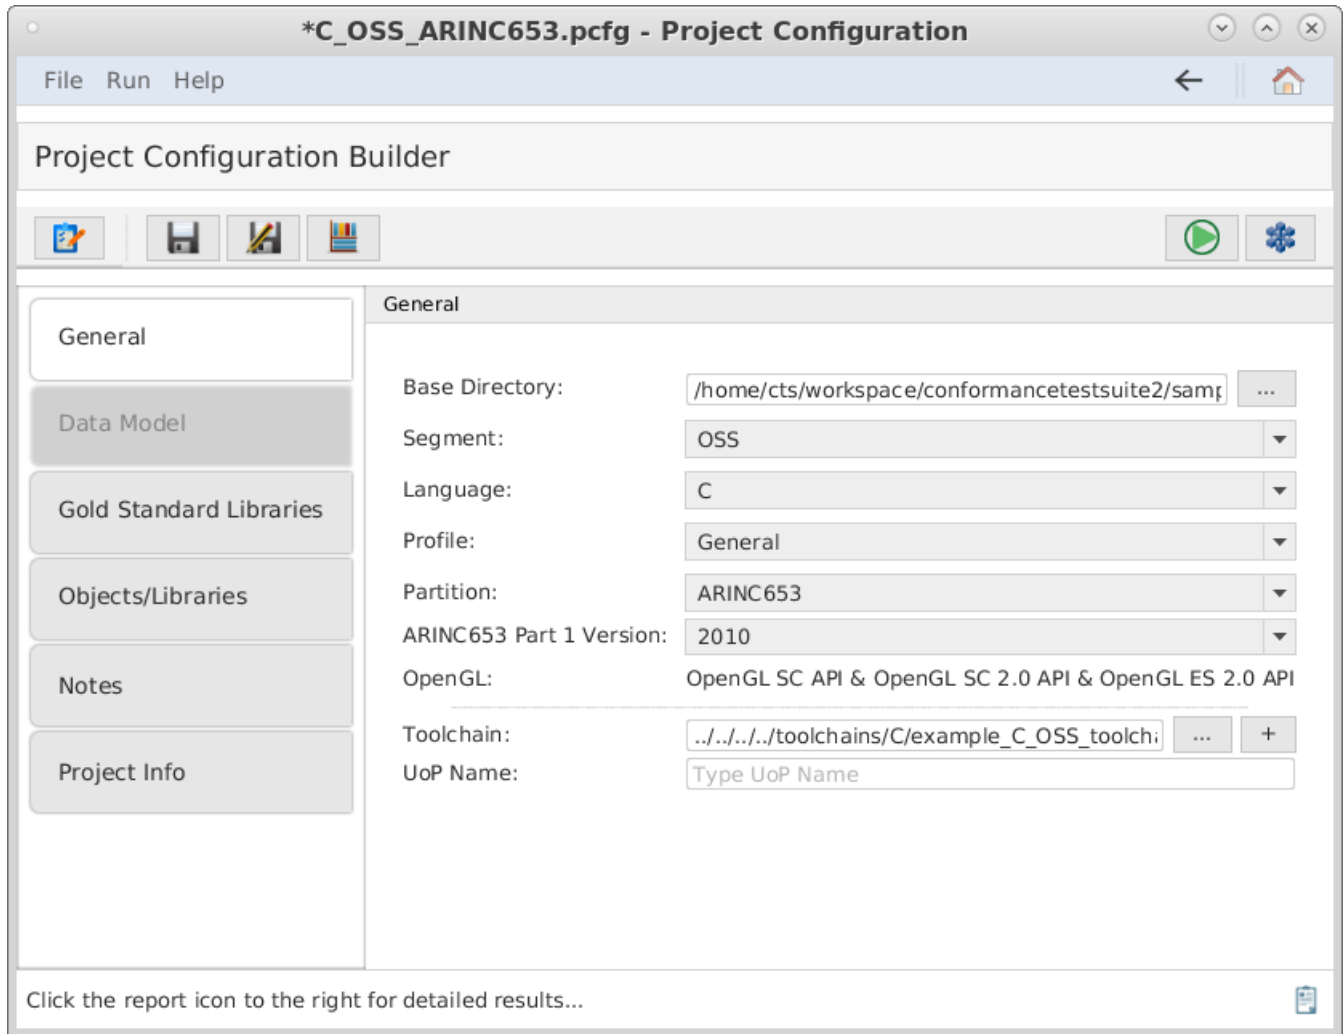 *C_OSS_ARINC653.pcfg - Project Configuration
File Run Help
Project Configuration Builder
General
Data Model
Gold Standard Libraries
Objects/Libraries
Notes
Project Info
General
Base Directory: /home/cts/workspace/conformancetestsuite2/samp ...
Segment: OSS
Language: C
Profile: General
Partition: ARINC653
ARINC653 Part 1 Version: 2010
OpenGL: OpenGL SC API & OpenGL SC 2.0 API & OpenGL ES 2.0 API
Toolchain: ../../../../toolchains/C/example_C_OSS_toolcha ... +
UoP Name: Type UoP Name
Click the report icon to the right for detailed results...